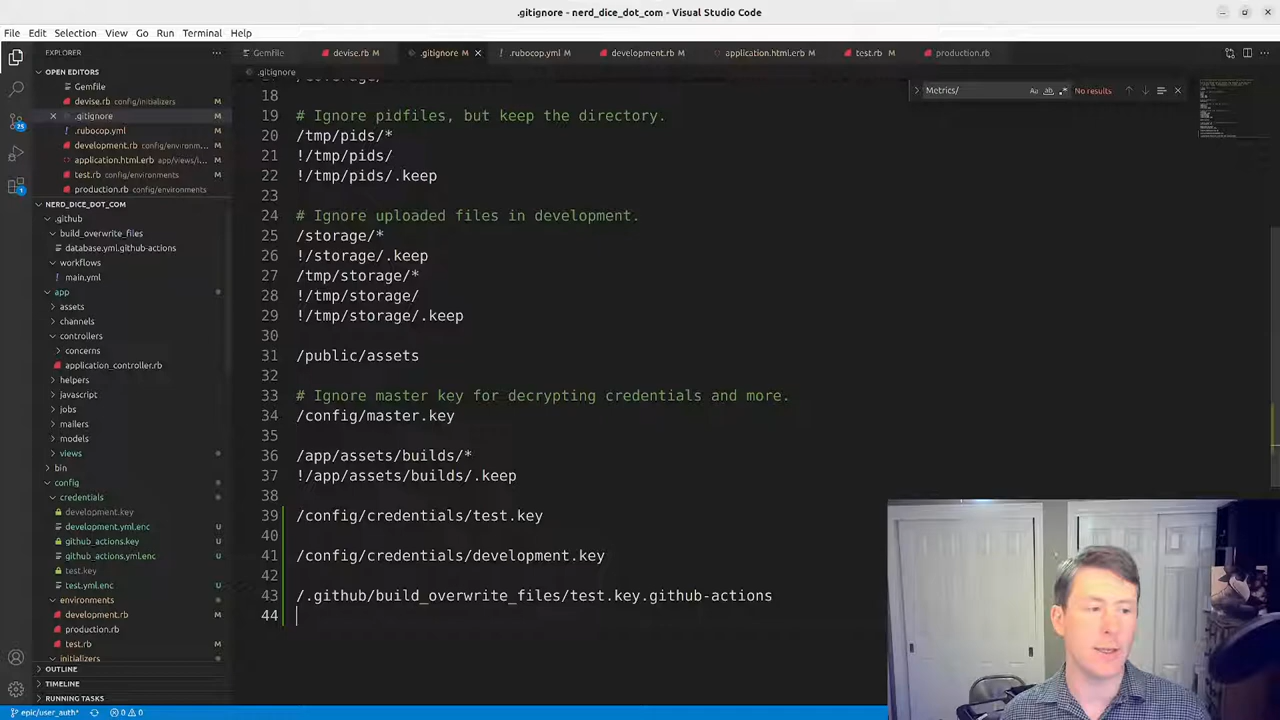 .gitignore - nerd_dice_dot_com - Visual Studio Code
File Edit Selection View Go Run Terminal Help
EXPLORER
OPEN EDITORS
Gemfile
devise.rb config/initializers M
.gitignore M
.rubocop.yml M
development.rb config/environm... M
application.html.erb app/views/l... M
test.rb config/environments M
production.rb config/environments
NERD_DICE_DOT_COM
.github
build_overwrite_files
database.yml.github-actions
workflows
main.yml
app
assets
channels
controllers
concerns
application_controller.rb
helpers
javascript
jobs
mailers
models
views
bin
config
credentials
development.key
development.yml.enc U
github_actions.key U
github_actions.yml.enc U
test.key
test.yml.enc U
environments
development.rb M
production.rb
test.rb M
initializers
OUTLINE
TIMELINE
RUNNING TASKS
25
1
Gemfile devise.rb M .gitignore M .rubocop.yml M development.rb M application.html.erb M test.rb M production.rb
.gitignore
Metrics/ Aa ab .* No results
18
19 # Ignore pidfiles, but keep the directory.
20 /tmp/pids/*
21 !/tmp/pids/
22 !/tmp/pids/.keep
23
24 # Ignore uploaded files in development.
25 /storage/*
26 !/storage/.keep
27 /tmp/storage/*
28 !/tmp/storage/
29 !/tmp/storage/.keep
30
31 /public/assets
32
33 # Ignore master key for decrypting credentials and more.
34 /config/master.key
35
36 /app/assets/builds/*
37 !/app/assets/builds/.keep
38
39 /config/credentials/test.key
40
41 /config/credentials/development.key
42
43 /.github/build_overwrite_files/test.key.github-actions
44
epic/user_auth* 0 0